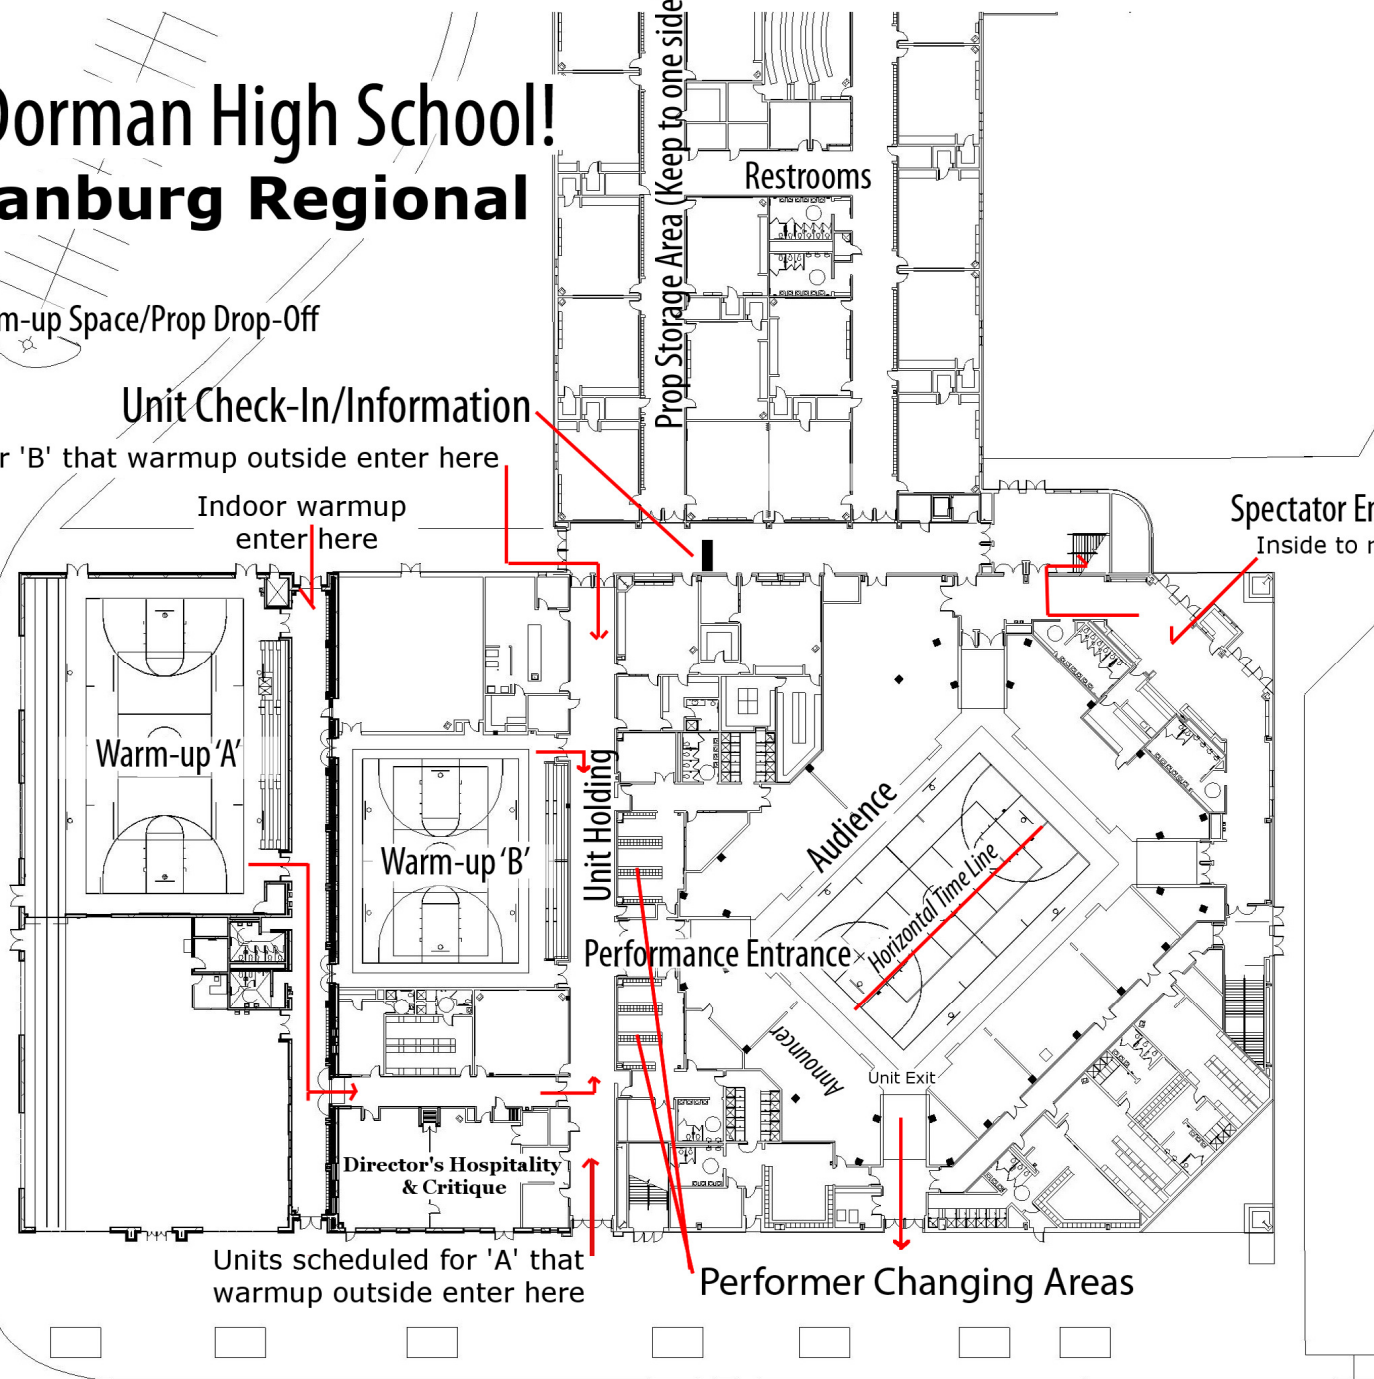 Dorman High School!
anburg Regional
m-up Space/Prop Drop-Off
Prop Storage Area (Keep to one side
Restrooms
Unit Check-In/Information
r 'B' that warmup outside enter here
Indoor warmup
enter here
Spectator En
Inside to r
Warm-up ‘A’
Warm-up ‘B’
Unit Holding
Audience
Horizontal Time Line
Performance Entrance
Announcer
Unit Exit
Director's Hospitality
& Critique
Units scheduled for 'A' that
warmup outside enter here
Performer Changing Areas